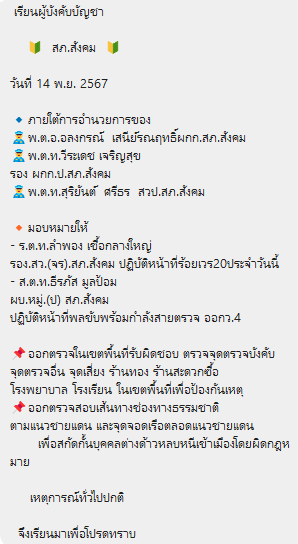 เรียนผู้บังคับบัญชา
🔰 สภ.สังคม 🔰
วันที่ 14 พ.ย. 2567
🔹ภายใต้การอำนวยการของ
👮พ.ต.อ.อลงกรณ์ เสนีย์รณฤทธิ์ผกก.สภ.สังคม
👮พ.ต.ท.วีระเดช เจริญสุข
รอง ผกก.ป.สภ.สังคม
👮พ.ต.ท.สุริยันต์ ศรีธร สวป.สภ.สังคม
🔸มอบหมายให้
- ร.ต.ท.ลำพอง เชื้อกลางใหญ่
รอง.สว.(จร).สภ.สังคม ปฏิบัติหน้าที่ร้อยเวร20ประจำวันนี้
- ส.ต.ท.ธีรภัส มูลป้อม
ผบ.หมู่.(ป) สภ.สังคม
ปฏิบัติหน้าที่พลขับพร้อมกำลังสายตรวจ ออกว.4
📌ออกตรวจในเขตพื้นที่รับผิดชอบ ตรวจจุดตรวจบังคับ
จุดตรวจอื่น จุดเสี่ยง ร้านทอง ร้านสะดวกซื้อ
โรงพยาบาล โรงเรียน ในเขตพื้นที่เพื่อป้องกันเหตุ
📌ออกตรวจสอบเส้นทางช่องทางธรรมชาติ
ตามแนวชายแดน และจุดจอดเรือตลอดแนวชายแดน
เพื่อสกัดกั้นบุคคลต่างด้าวหลบหนีเข้าเมืองโดยผิดกฎห
มาย
เหตุการณ์ทั่วไปปกติ
จึงเรียนมาเพื่อโปรดทราบ